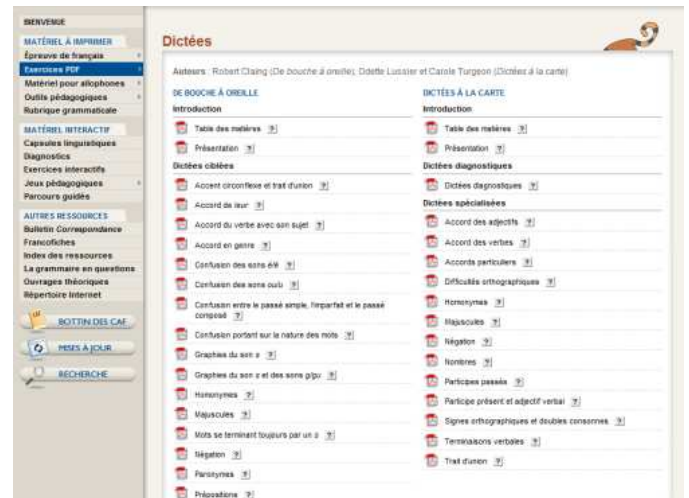 BIENVENUE
MATÉRIEL À IMPRIMER
Épreuve de français
Exercices PDF
Matériel pour allophones
Outils pédagogiques
Rubrique grammaticale
MATÉRIEL INTERACTIF
Capsules linguistiques
Diagnostics
Exercices interactifs
Jeux pédagogiques
Parcours guidés
AUTRES RESSOURCES
Bulletin Correspondance
Francofiches
Index des ressources
La grammaire en questions
Ouvrages théoriques
Répertoire Internet
BOTTIN DES CAF
MISES À JOUR
RECHERCHE
Dictées
Auteurs : Robert Claing (De bouche à oreille), Odette Lussier et Carole Turgeon (Dictées à la carte)
DE BOUCHE À OREILLE
Introduction
Table des matières ?
Présentation ?
Dictées ciblées
Accent circonflexe et trait d'union ?
Accord de leur ?
Accord du verbe avec son sujet ?
Accord en genre ?
Confusion des sons é/è ?
Confusion des sons ou/u ?
Confusion entre le passé simple, l'imparfait et le passé
composé ?
Confusion portant sur la nature des mots ?
Graphies du son s ?
Graphies du son s et des sons g/gu ?
Homonymes ?
Majuscules ?
Mots se terminant toujours par un s ?
Négation ?
Paronymes ?
Prépositions ?
DICTÉES À LA CARTE
Introduction
Table des matières ?
Présentation ?
Dictées diagnostiques
Dictées diagnostiques ?
Dictées spécialisées
Accord des adjectifs ?
Accord des verbes ?
Accords particuliers ?
Difficultés orthographiques ?
Homonymes ?
Majuscules ?
Négation ?
Nombres ?
Participes passés ?
Participe présent et adjectif verbal ?
Signes orthographiques et doubles consonnes ?
Terminaisons verbales ?
Trait d'union ?